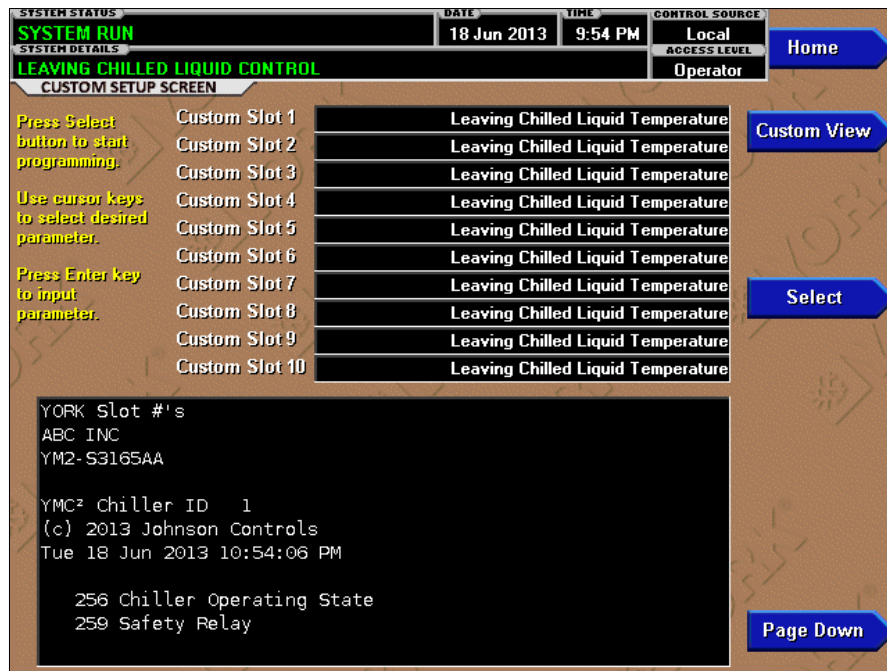 SYSTEM STATUS
SYSTEM RUN
DATE
18 Jun 2013
TIME
9:54 PM
CONTROL SOURCE
Local
SYSTEM DETAILS
LEAVING CHILLED LIQUID CONTROL
ACCESS LEVEL
Operator
Home
CUSTOM SETUP SCREEN
Press Select
button to start
programming.
Use cursor keys
to select desired
parameter.
Press Enter key
to input
parameter.
Custom Slot 1 Leaving Chilled Liquid Temperature
Custom Slot 2 Leaving Chilled Liquid Temperature
Custom Slot 3 Leaving Chilled Liquid Temperature
Custom Slot 4 Leaving Chilled Liquid Temperature
Custom Slot 5 Leaving Chilled Liquid Temperature
Custom Slot 6 Leaving Chilled Liquid Temperature
Custom Slot 7 Leaving Chilled Liquid Temperature
Custom Slot 8 Leaving Chilled Liquid Temperature
Custom Slot 9 Leaving Chilled Liquid Temperature
Custom Slot 10 Leaving Chilled Liquid Temperature
Custom View
Select
YORK Slot #'s
ABC INC
YM2-S3165AA
YMC² Chiller ID 1
(c) 2013 Johnson Controls
Tue 18 Jun 2013 10:54:06 PM
256 Chiller Operating State
259 Safety Relay
Page Down
YORK